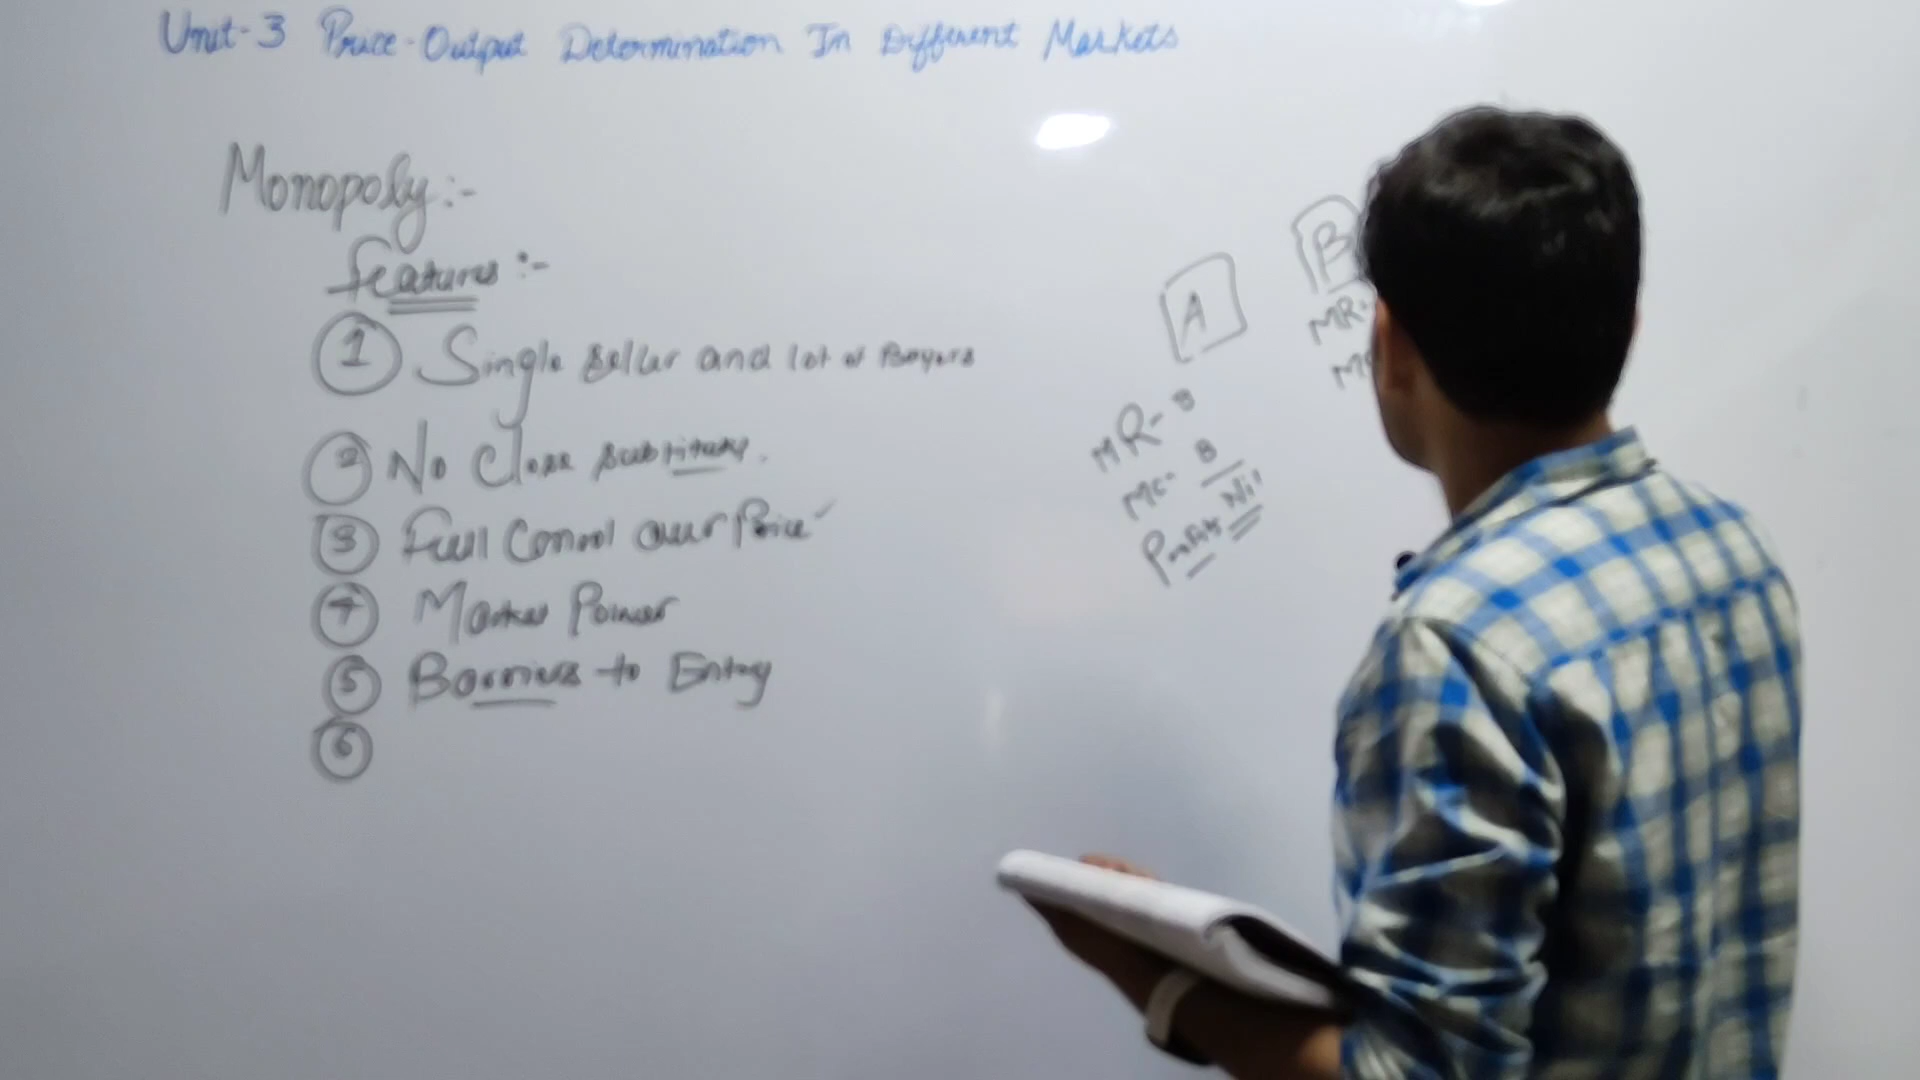 Unit-3 Price-Output Determination In Different Markets
Monopoly:-
features :-
1 Single seller and lot of Buyers
2 No Close substitutes.
3 Full Control over Price
4 Market Power
5 Barriers to Entry
6
A
MR- 8
MC- 8
Profits Nil
B
MR-